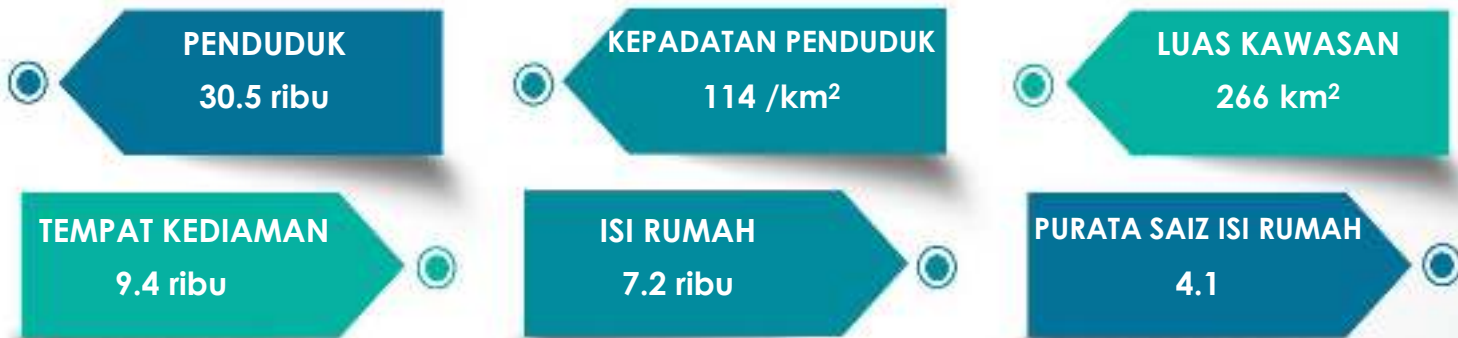 PENDUDUK
30.5 ribu
KEPADATAN PENDUDUK
114 /km²
LUAS KAWASAN
266 km²
TEMPAT KEDIAMAN
9.4 ribu
ISI RUMAH
7.2 ribu
PURATA SAIZ ISI RUMAH
4.1